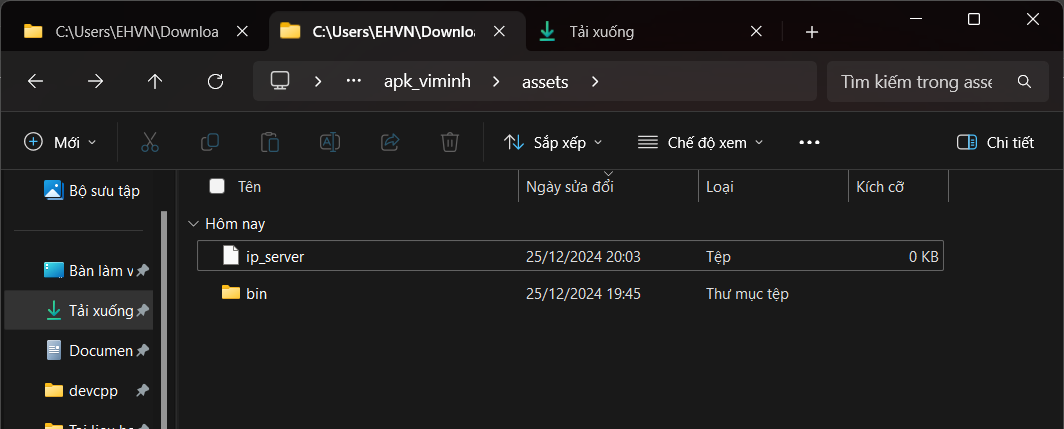 C:\Users\EHVN\Downloa
C:\Users\EHVN\Downloa
Tải xuống
apk_viminh
assets
Tìm kiếm trong asse
Mới
Sắp xếp
Chế độ xem
Chi tiết
Bộ sưu tập
Bàn làm v
Tải xuống
Documen
devcpp
Tên Ngày sửa đổi Loại Kích cỡ
Hôm nay
ip_server 25/12/2024 20:03 Tệp 0 KB
bin 25/12/2024 19:45 Thư mục tệp